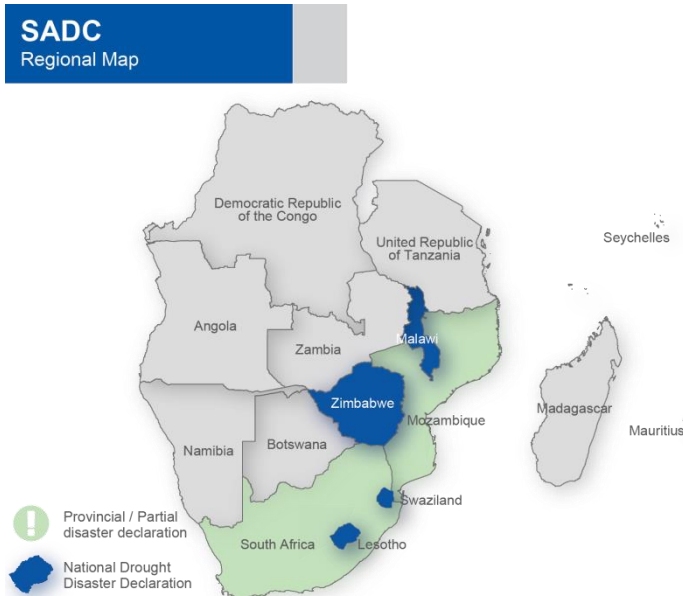 SADC
Regional Map
Democratic Republic
of the Congo
United Republic
of Tanzania
Seychelles
Angola
Malawi
Zambia
Zimbabwe
Madagascar
Mozambique
Mauritius
Namibia
Botswana
Swaziland
Provincial / Partial
disaster declaration
South Africa
Lesotho
National Drought
Disaster Declaration